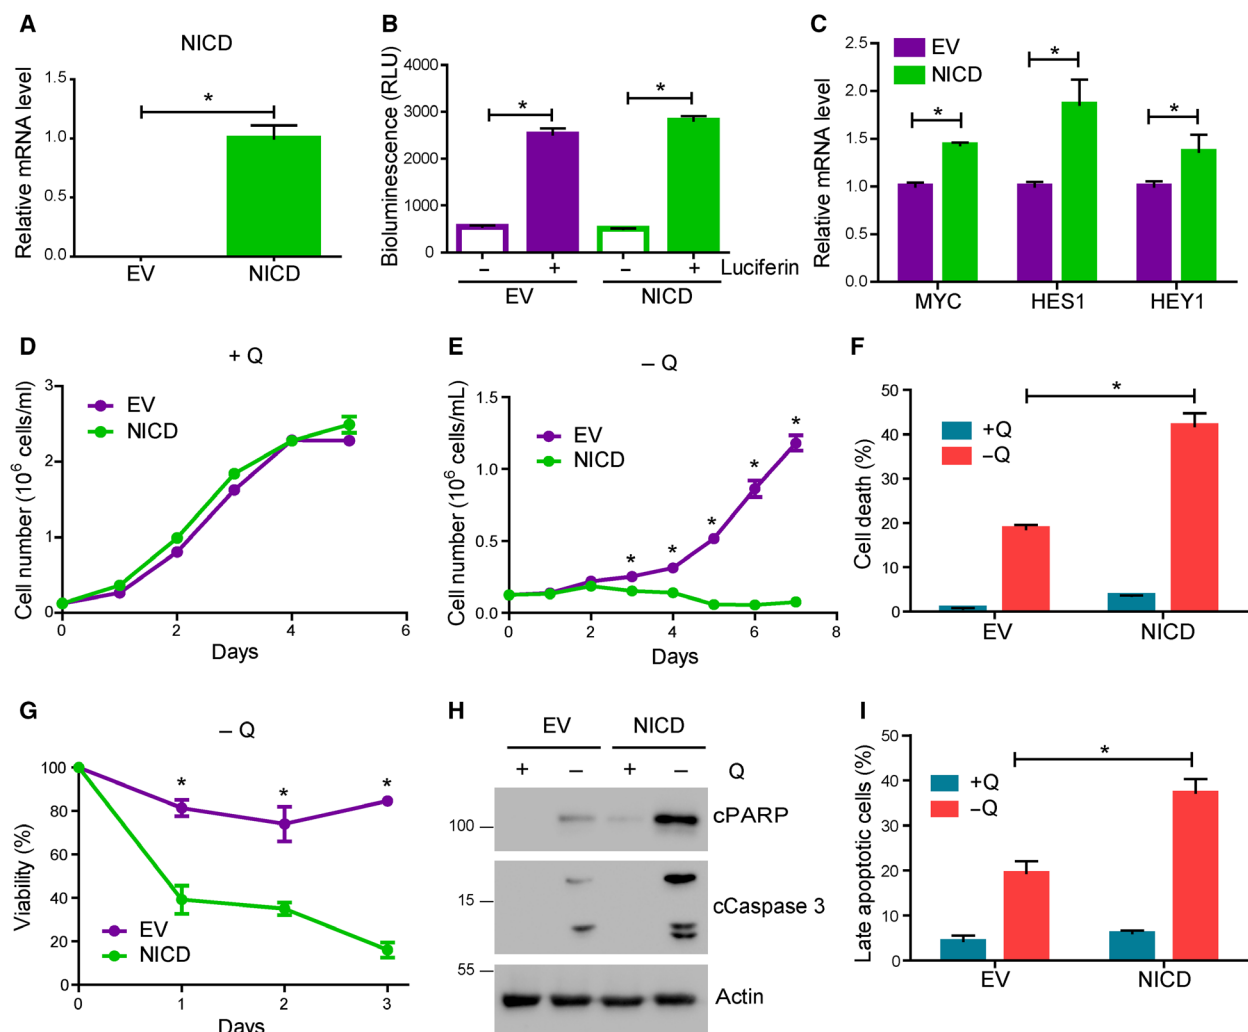 A
NICD
Relative mRNA level
1.5
1.0
0.5
0.0
*
EV
NICD
B
Bioluminescence (RLU)
4000
3000
2000
1000
0
*
*
– + – + Luciferin
EV
NICD
C
Relative mRNA level
2.5
2.0
1.5
1.0
0.5
0.0
EV
NICD
*
*
*
MYC
HES1
HEY1
D
+ Q
Cell number (10⁶ cells/ml)
3
2
1
0
EV
NICD
0 2 4 6
Days
E
– Q
Cell number (10⁶ cells/mL)
1.5
1.0
0.5
0.0
EV
NICD
* * * * *
0 2 4 6 8
Days
F
Cell death (%)
50
40
30
20
10
0
+Q
–Q
*
EV
NICD
G
– Q
Viability (%)
100
80
60
40
20
0
* * *
EV
NICD
0 1 2 3
Days
H
EV NICD
+ – + – Q
100 cPARP
15 cCaspase 3
55
Actin
I
Late apoptotic cells (%)
50
40
30
20
10
0
+Q
–Q
*
EV
NICD